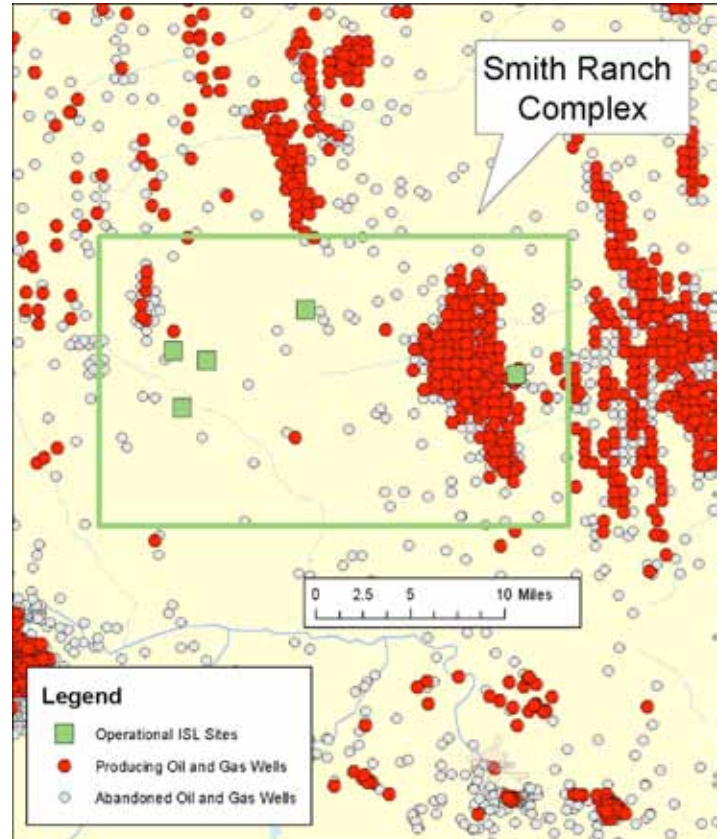 Smith Ranch
Complex
0 2.5 5 10 Miles
Legend
Operational ISL Sites
Producing Oil and Gas Wells
Abandoned Oil and Gas Wells